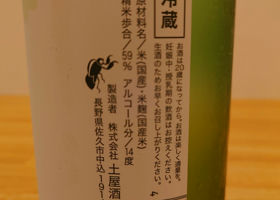 冷蔵
お酒は20歳になってから。お酒は楽しく適量を。
妊娠中・授乳期の飲酒はお控えください。
生酒のためお早くお召し上がりください。
4
原材料名/米(国産)・米麹(国産米)
精米歩合/59% アルコール分/14度
製造者 株式会社 土屋酒
長野県佐久市中込191